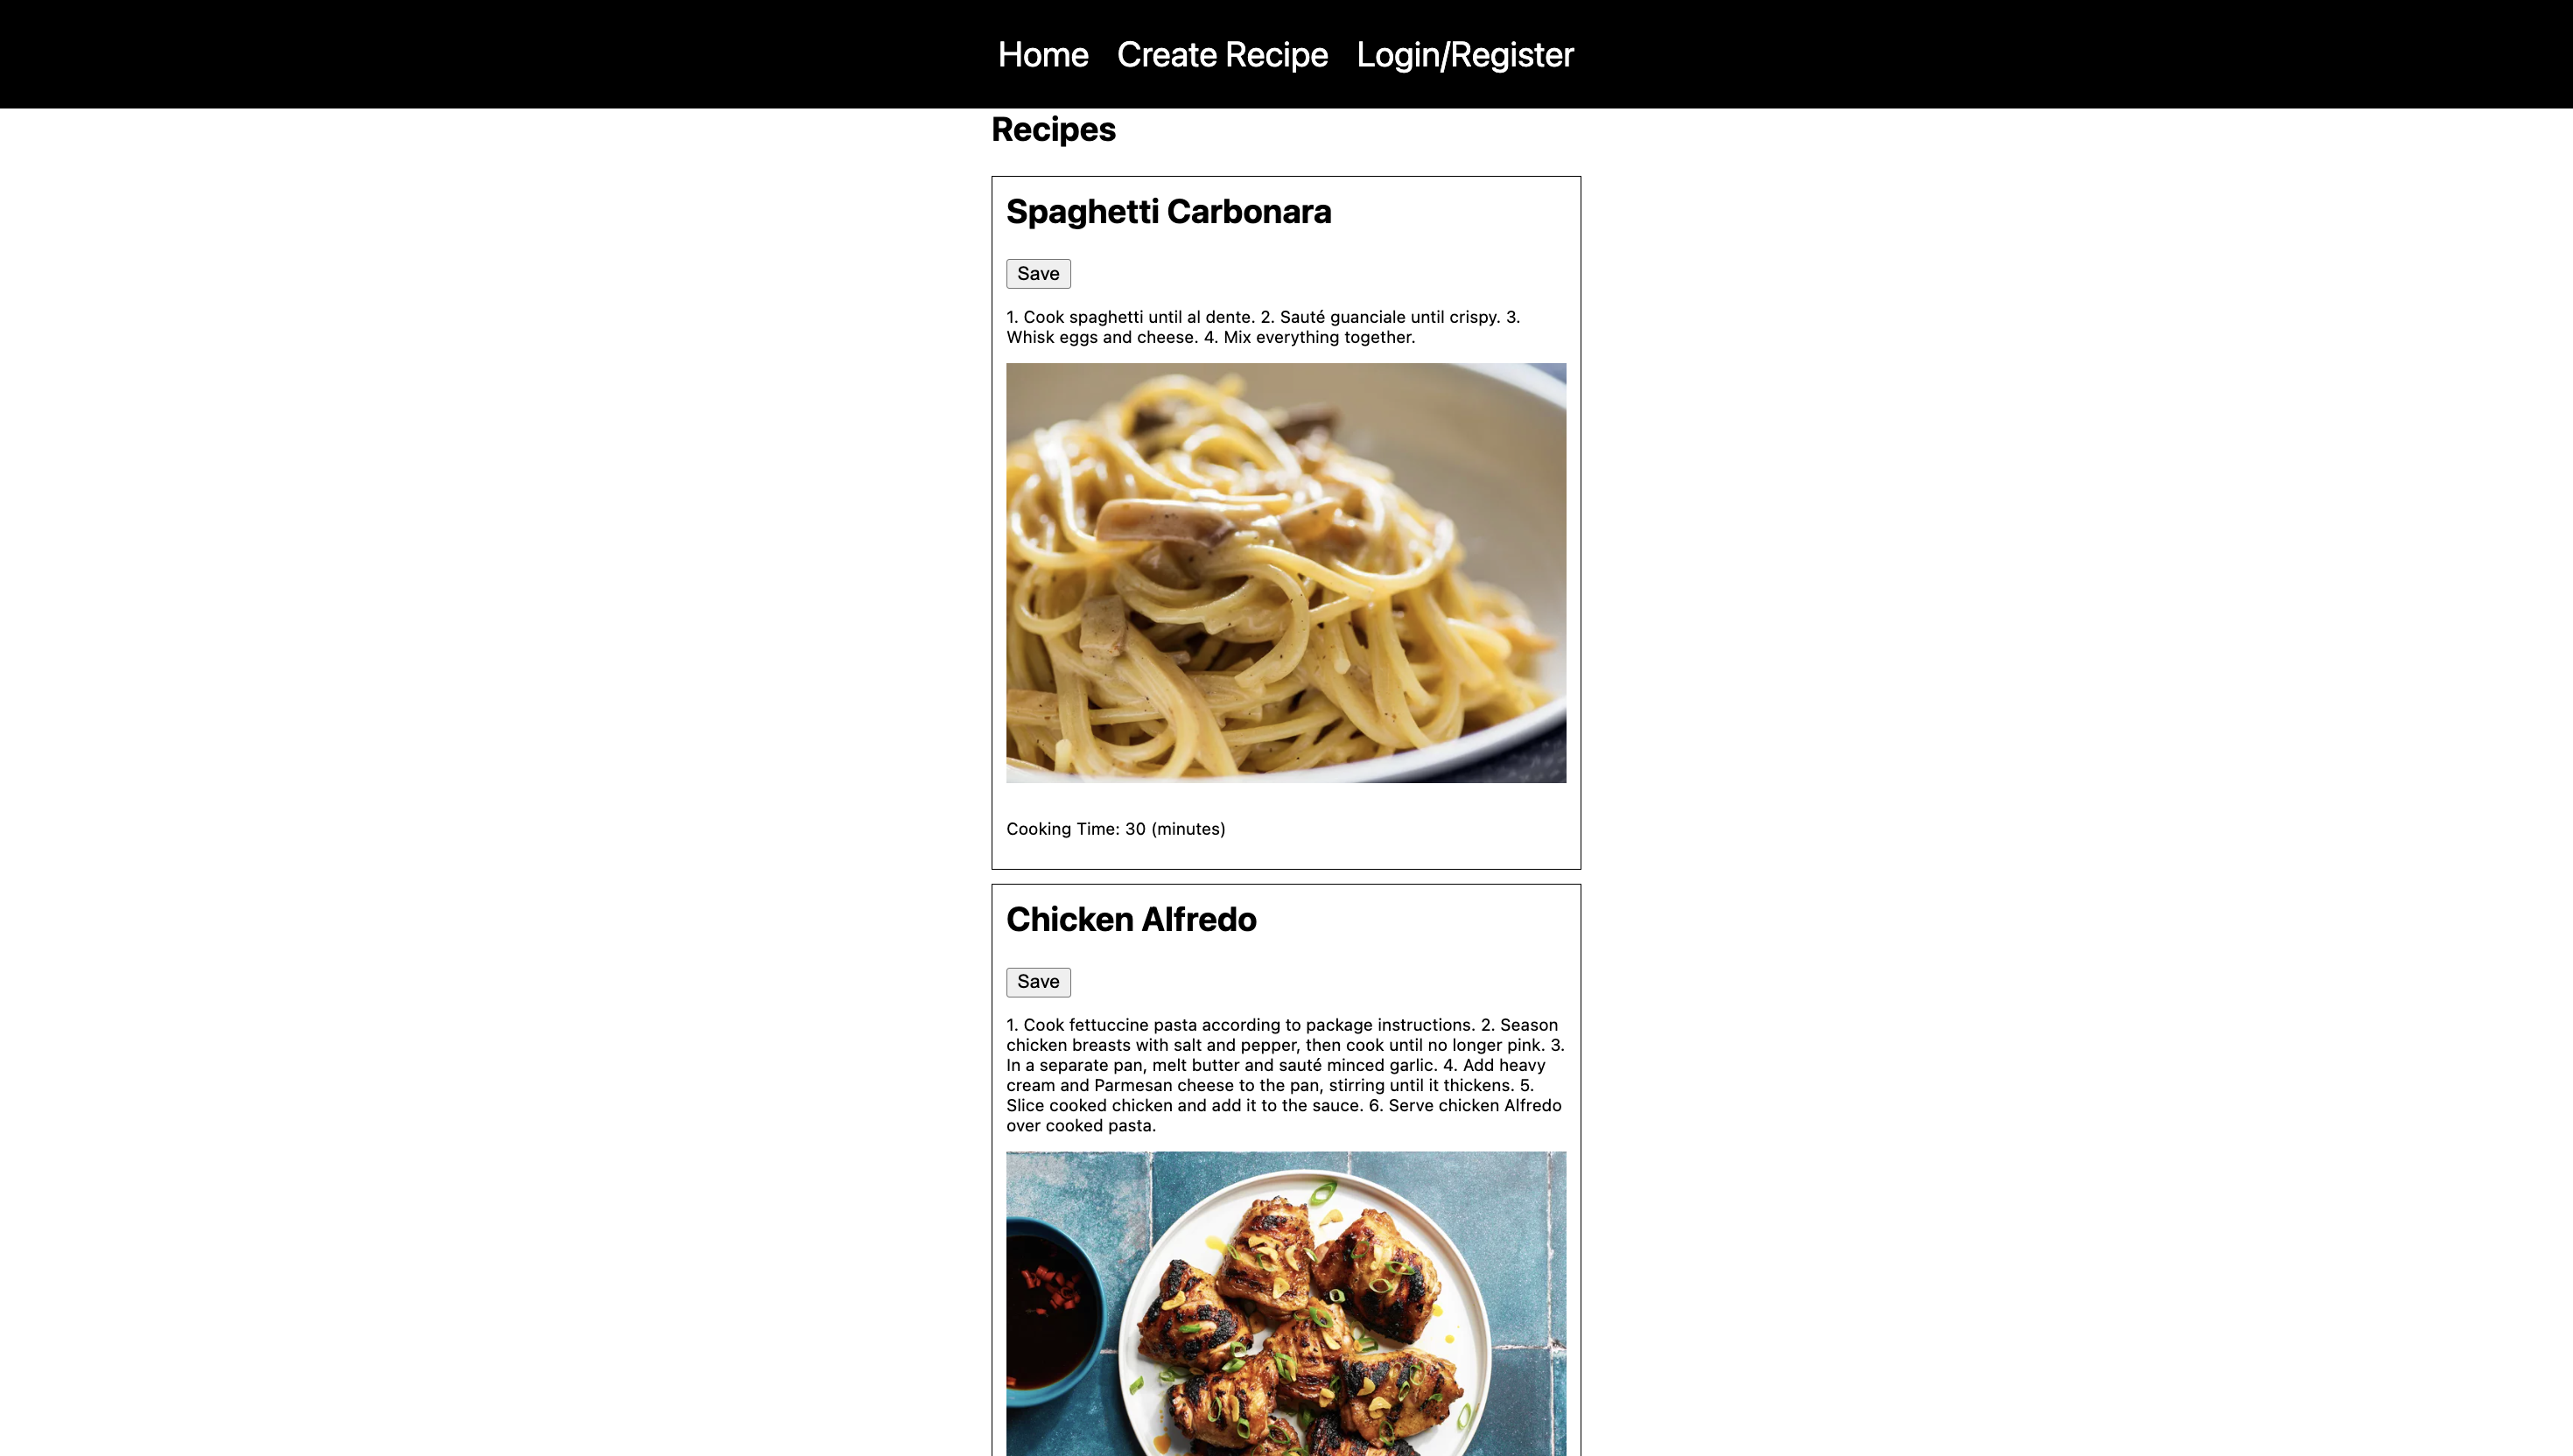 Home Create Recipe Login/Register
Recipes
Spaghetti Carbonara
Save
1. Cook spaghetti until al dente. 2. Sauté guanciale until crispy. 3.
Whisk eggs and cheese. 4. Mix everything together.
Cooking Time: 30 (minutes)
Chicken Alfredo
Save
1. Cook fettuccine pasta according to package instructions. 2. Season
chicken breasts with salt and pepper, then cook until no longer pink. 3.
In a separate pan, melt butter and sauté minced garlic. 4. Add heavy
cream and Parmesan cheese to the pan, stirring until it thickens. 5.
Slice cooked chicken and add it to the sauce. 6. Serve chicken Alfredo
over cooked pasta.